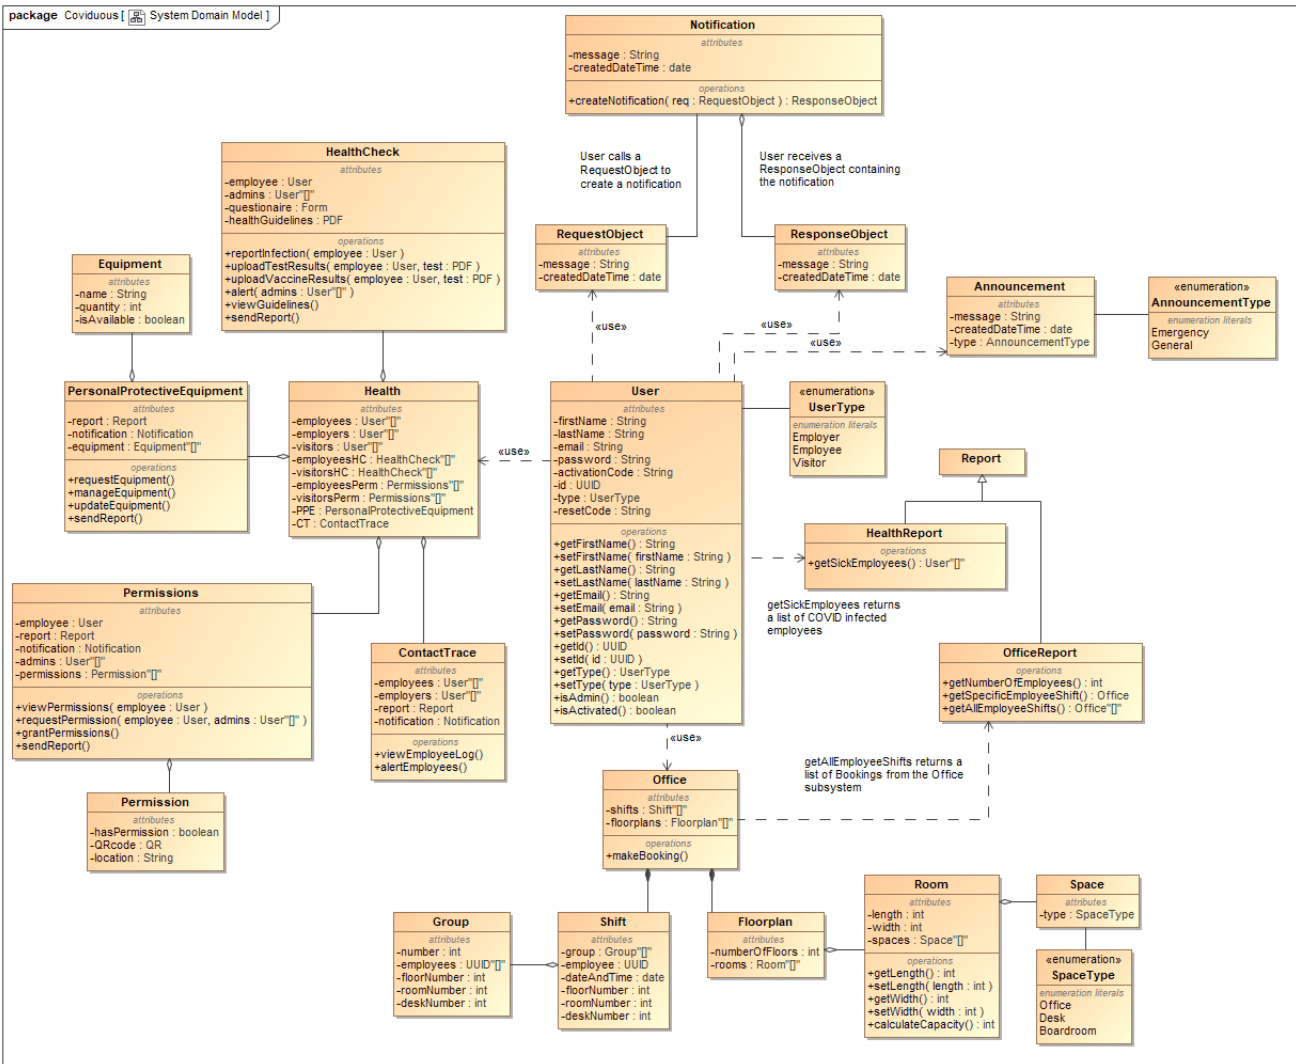 package Coviduous [ System Domain Model ]
Notification
attributes
-message : String
-createdDateTime : date
operations
+createNotification( req : RequestObject ) : ResponseObject
User calls a
RequestObject to
create a notification
User receives a
ResponseObject containing
the notification
HealthCheck
attributes
-employee : User
-admins : User"[]"
-questionaire : Form
-healthGuidelines : PDF
operations
+reportInfection( employee : User )
+uploadTestResults( employee : User, test : PDF )
+uploadVaccineResults( employee : User, test : PDF )
+alert( admins : User"[]" )
+viewGuidelines()
+sendReport()
RequestObject
attributes
-message : String
-createdDateTime : date
ResponseObject
attributes
-message : String
-createdDateTime : date
Equipment
attributes
-name : String
-quantity : int
-isAvailable : boolean
Announcement
attributes
-message : String
-createdDateTime : date
-type : AnnouncementType
«enumeration»
AnnouncementType
enumeration literals
Emergency
General
«use»
«use»
«use»
PersonalProtectiveEquipment
attributes
-report : Report
-notification : Notification
-equipment : Equipment"[]"
operations
+requestEquipment()
+manageEquipment()
+updateEquipment()
+sendReport()
Health
attributes
-employees : User"[]"
-employers : User"[]"
-visitors : User"[]"
-employeesHC : HealthCheck"[]"
-visitorsHC : HealthCheck"[]"
-employeesPerm : Permissions"[]"
-visitorsPerm : Permissions"[]"
-PPE : PersonalProtectiveEquipment
-CT : ContactTrace
«use»
User
attributes
-firstName : String
-lastName : String
-email : String
-password : String
-activationCode : String
-id : UUID
-type : UserType
-resetCode : String
operations
+getFirstName() : String
+setFirstName( firstName : String )
+getLastName() : String
+setLastName( lastName : String )
+getEmail() : String
+setEmail( email : String )
+getPassword() : String
+setPassword( password : String )
+getId() : UUID
+setId( id : UUID )
+getType() : UserType
+setType( type : UserType )
+isAdmin() : boolean
+isActivated() : boolean
«enumeration»
UserType
enumeration literals
Employer
Employee
Visitor
Report
HealthReport
operations
+getSickEmployees() : User"[]"
getSickEmployees returns
a list of COVID infected
employees
Permissions
attributes
-employee : User
-report : Report
-notification : Notification
-admins : User"[]"
-permissions : Permission"[]"
operations
+viewPermissions( employee : User )
+requestPermission( employee : User, admins : User"[]" )
+grantPermissions()
+sendReport()
ContactTrace
attributes
-employees : User"[]"
-employers : User"[]"
-report : Report
-notification : Notification
operations
+viewEmployeeLog()
+alertEmployees()
OfficeReport
operations
+getNumberOfEmployees() : int
+getSpecificEmployeeShift() : Office
+getAllEmployeeShifts() : Office"[]"
«use»
getAllEmployeeShifts returns a
list of Bookings from the Office
subsystem
Permission
attributes
-hasPermission : boolean
-QRcode : QR
-location : String
Office
attributes
-shifts : Shift"[]"
-floorplans : Floorplan"[]"
operations
+makeBooking()
Group
attributes
-number : int
-employees : UUID"[]"
-floorNumber : int
-roomNumber : int
-deskNumber : int
Shift
attributes
-group : Group"[]"
-employee : UUID
-dateAndTime : date
-floorNumber : int
-roomNumber : int
-deskNumber : int
Floorplan
attributes
-numberOfFloors : int
-rooms : Room"[]"
Room
attributes
-length : int
-width : int
-spaces : Space"[]"
operations
+getLength() : int
+setLength( length : int )
+getWidth() : int
+setWidth( width : int )
+calculateCapacity() : int
Space
attributes
-type : SpaceType
«enumeration»
SpaceType
enumeration literals
Office
Desk
Boardroom